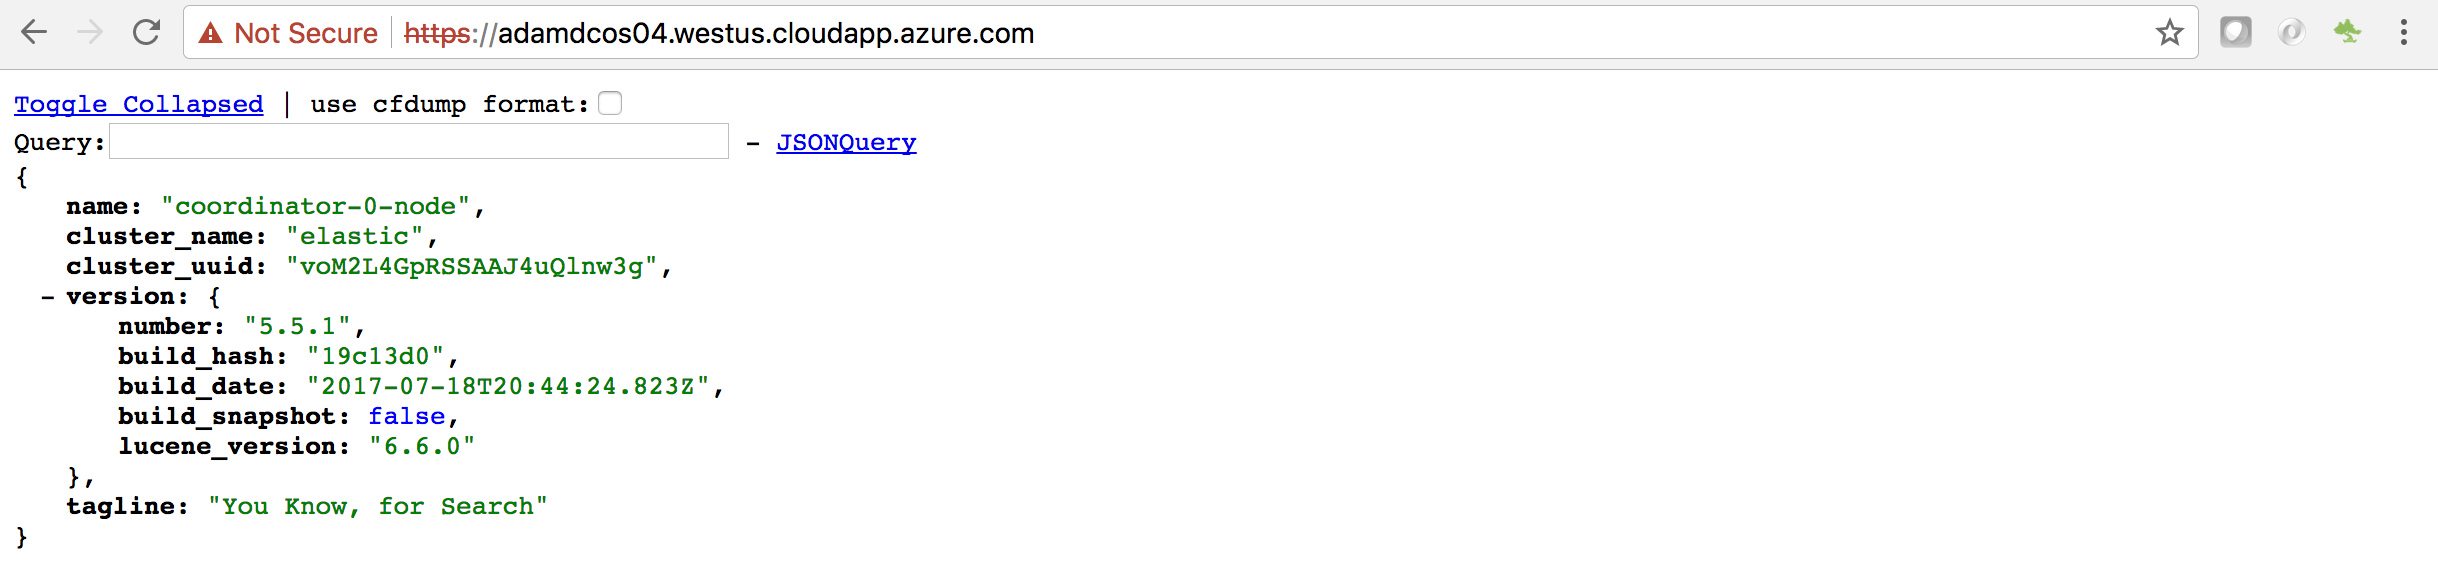 Not Secure | https://adamdcos04.westus.cloudapp.azure.com
Toggle Collapsed | use cfdump format:
Query: - JSONQuery
{
name: "coordinator-0-node",
cluster_name: "elastic",
cluster_uuid: "voM2L4GpRSSAAJ4uQlnw3g",
- version: {
number: "5.5.1",
build_hash: "19c13d0",
build_date: "2017-07-18T20:44:24.823Z",
build_snapshot: false,
lucene_version: "6.6.0"
},
tagline: "You Know, for Search"
}